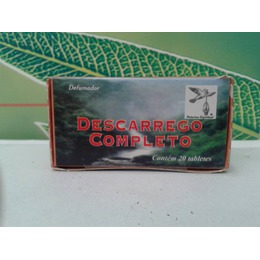 Defumador
DESCARREGO
COMPLETO
Contém 20 tabletes